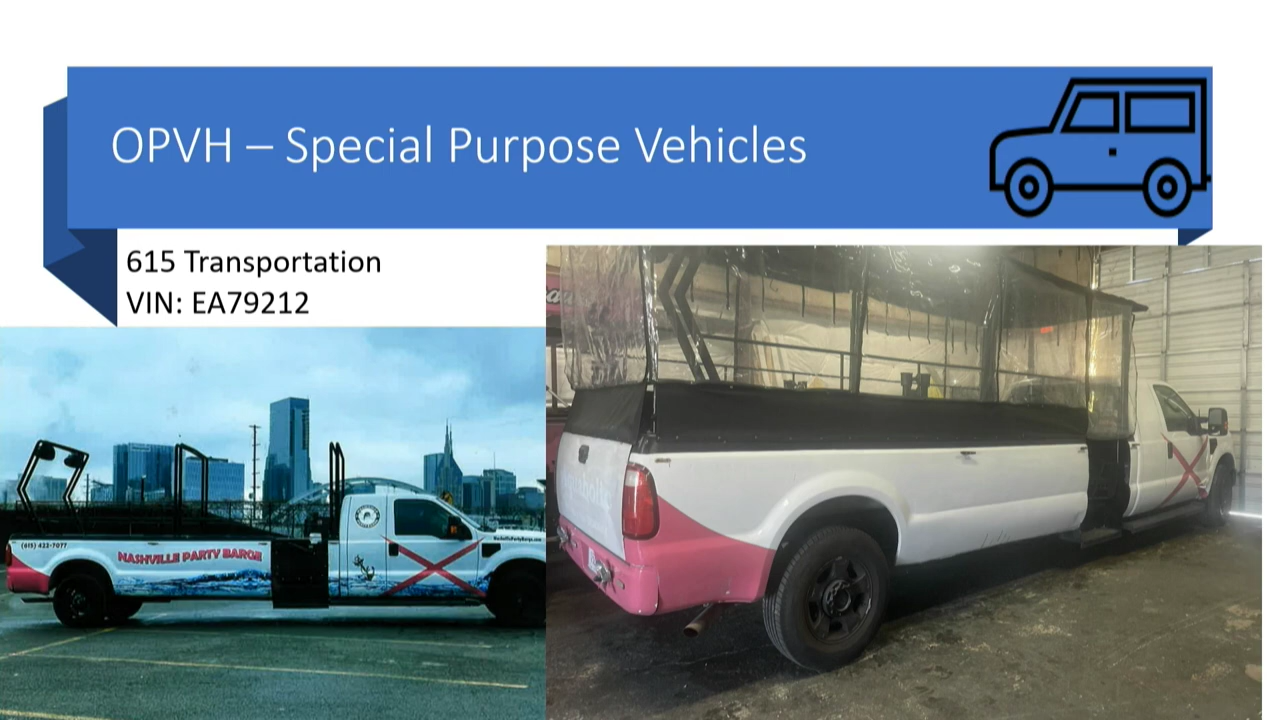 OPVH – Special Purpose Vehicles
615 Transportation
VIN: EA79212
(615) 422-7077
NASHVILLE PARTY BARGE